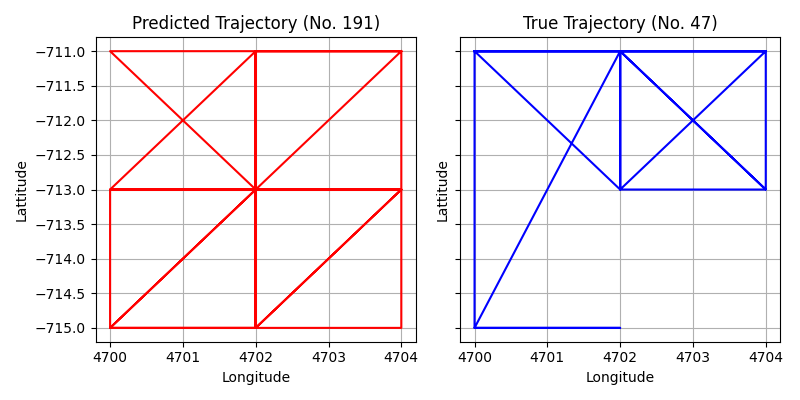 Predicted Trajectory (No. 191)
−711.0
−711.5
−712.0
−712.5
−713.0
−713.5
−714.0
−714.5
−715.0
Lattitude
4700 4701 4702 4703 4704
Longitude
True Trajectory (No. 47)
Lattitude
4700 4701 4702 4703 4704
Longitude